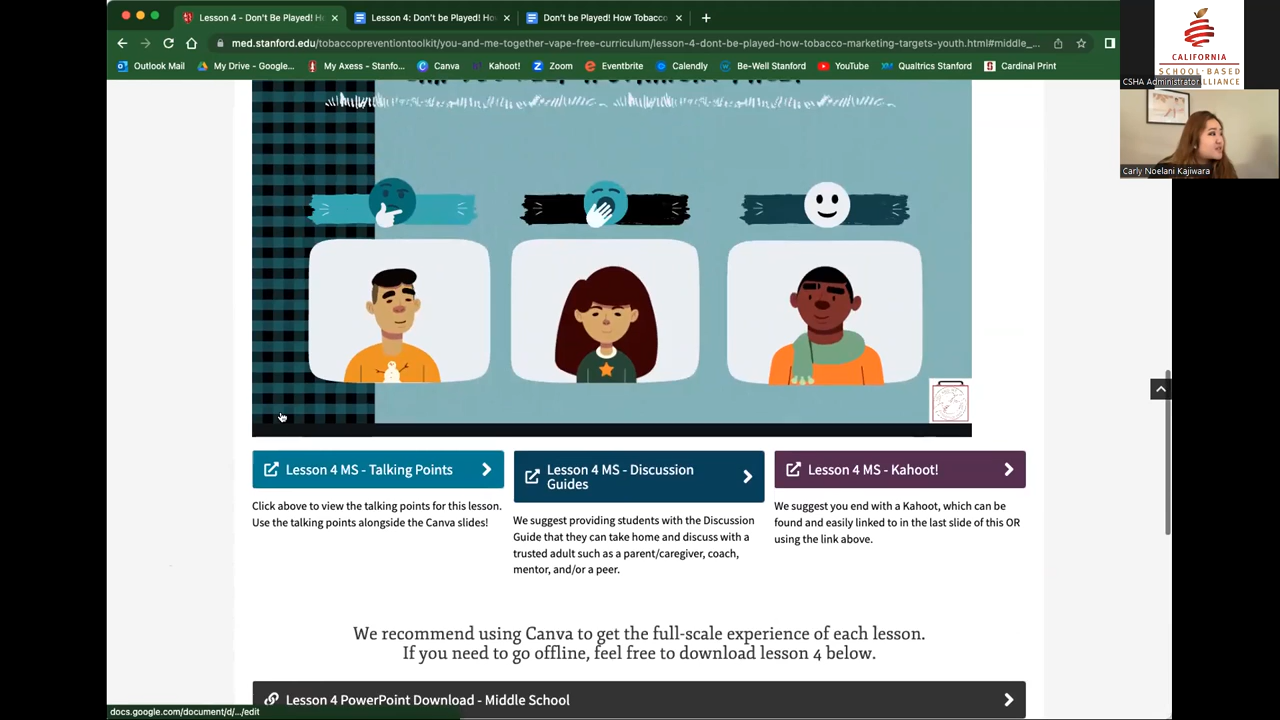 Lesson 4 - Don't Be Played! H
Lesson 4: Don't be Played! Ho
Don't be Played! How Tobacco
med.stanford.edu/tobaccopreventiontoolkit/you-and-me-together-vape-free-curriculum/lesson-4-dont-be-played-how-tobacco-marketing-targets-youth.html#middle_...
Outlook Mail
My Drive - Google...
My Axess - Stanfo...
Canva
Kahoot!
Zoom
Eventbrite
Calendly
Be-Well Stanford
YouTube
Qualtrics Stanford
Cardinal Print
CALIFORNIA
SCHOOL-BASED
CSHA Administrator
LLIANCE
Carly Noelani Kajiwara
Lesson 4 MS - Talking Points
Click above to view the talking points for this lesson.
Use the talking points alongside the Canva slides!
Lesson 4 MS - Discussion
Guides
We suggest providing students with the Discussion
Guide that they can take home and discuss with a
trusted adult such as a parent/caregiver, coach,
mentor, and/or a peer.
Lesson 4 MS - Kahoot!
We suggest you end with a Kahoot, which can be
found and easily linked to in the last slide of this OR
using the link above.
We recommend using Canva to get the full-scale experience of each lesson.
If you need to go offline, feel free to download lesson 4 below.
Lesson 4 PowerPoint Download - Middle School
docs.google.com/document/d/.../edit